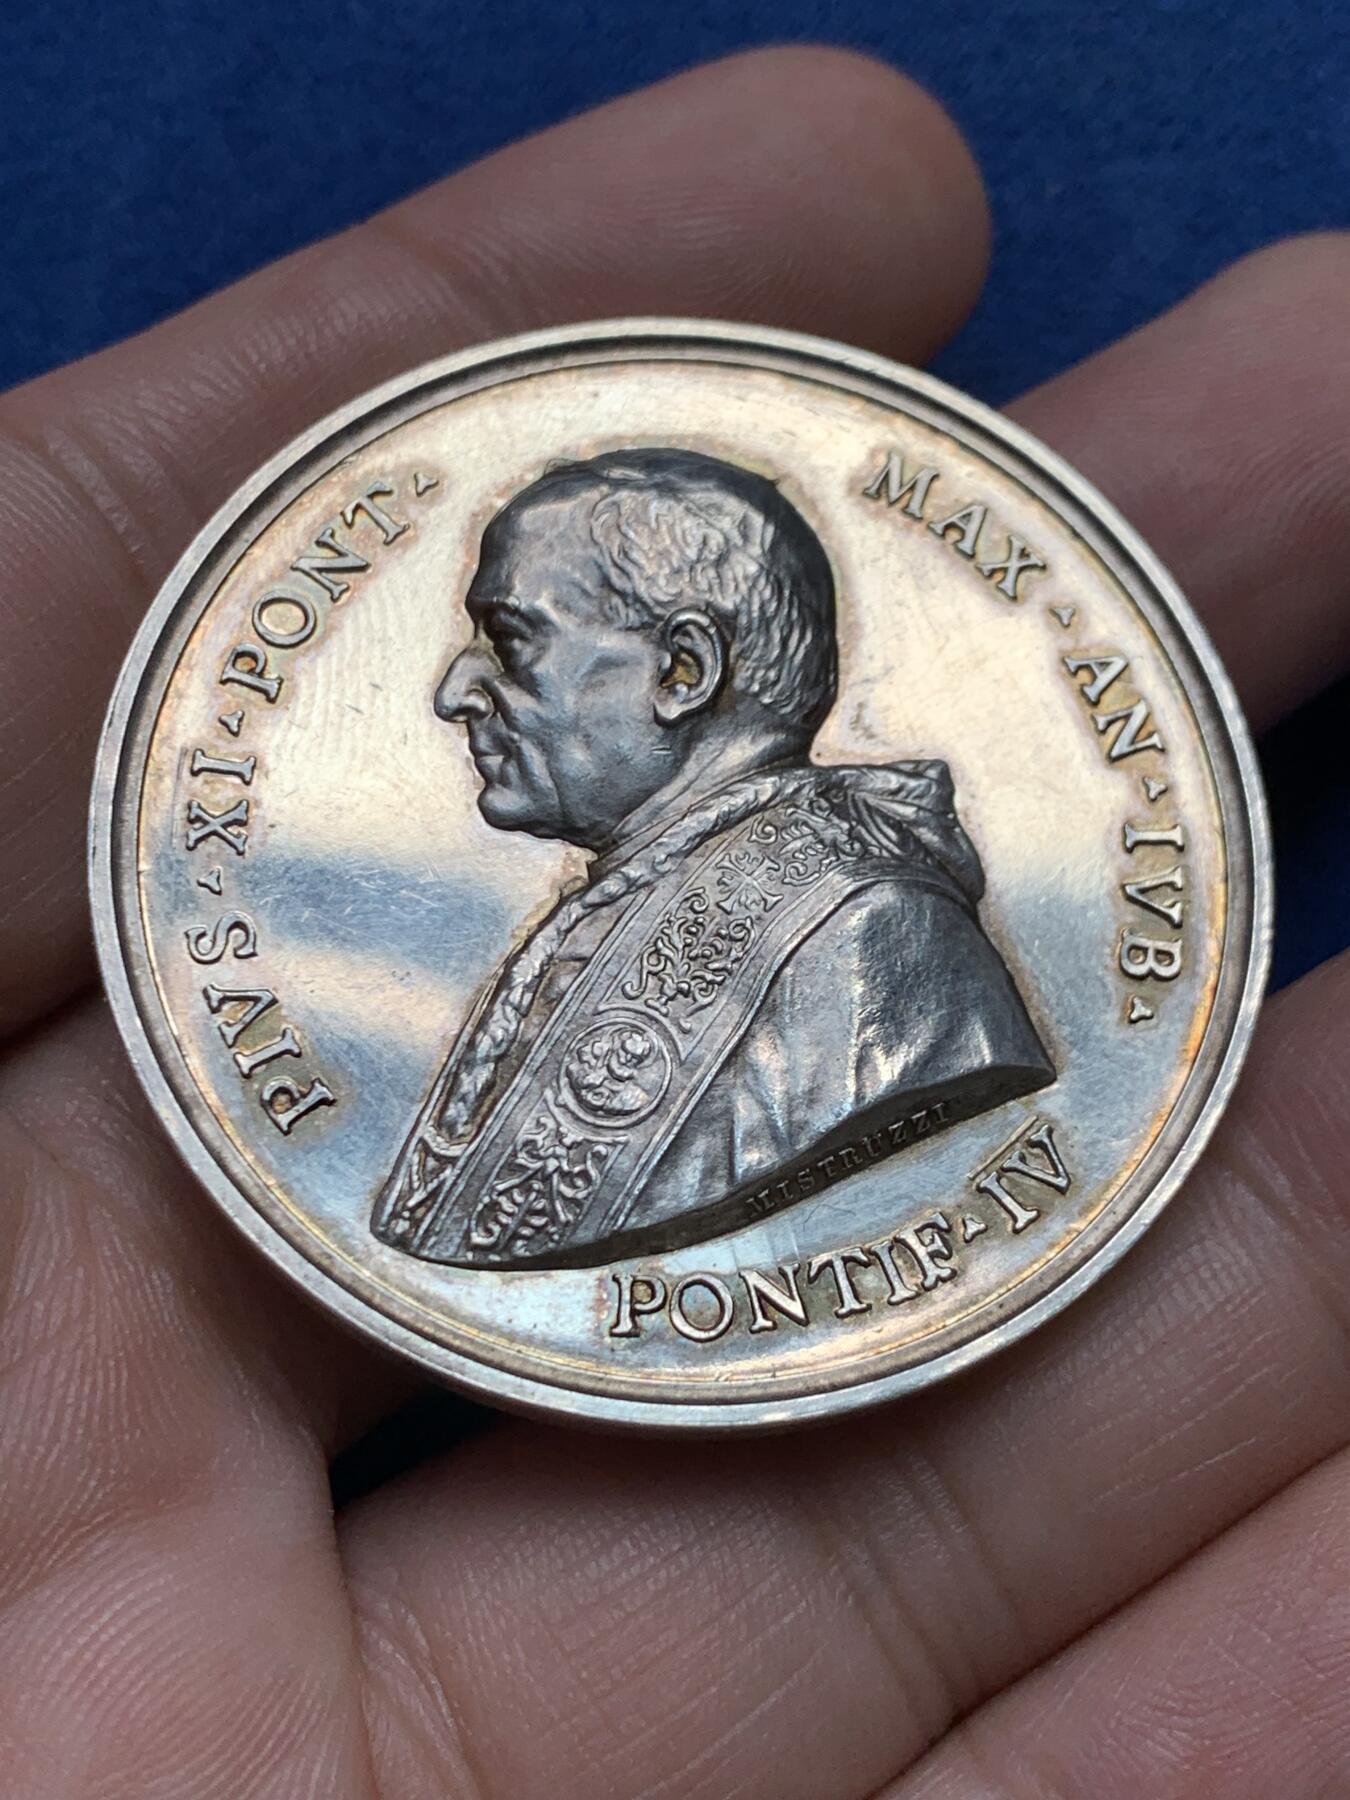 PIVS ▴ XI ▴ PONT ▴ MAX ▴ AN ▴ IVB ▴
PONTIF ▴ IV
MISTRUZZI